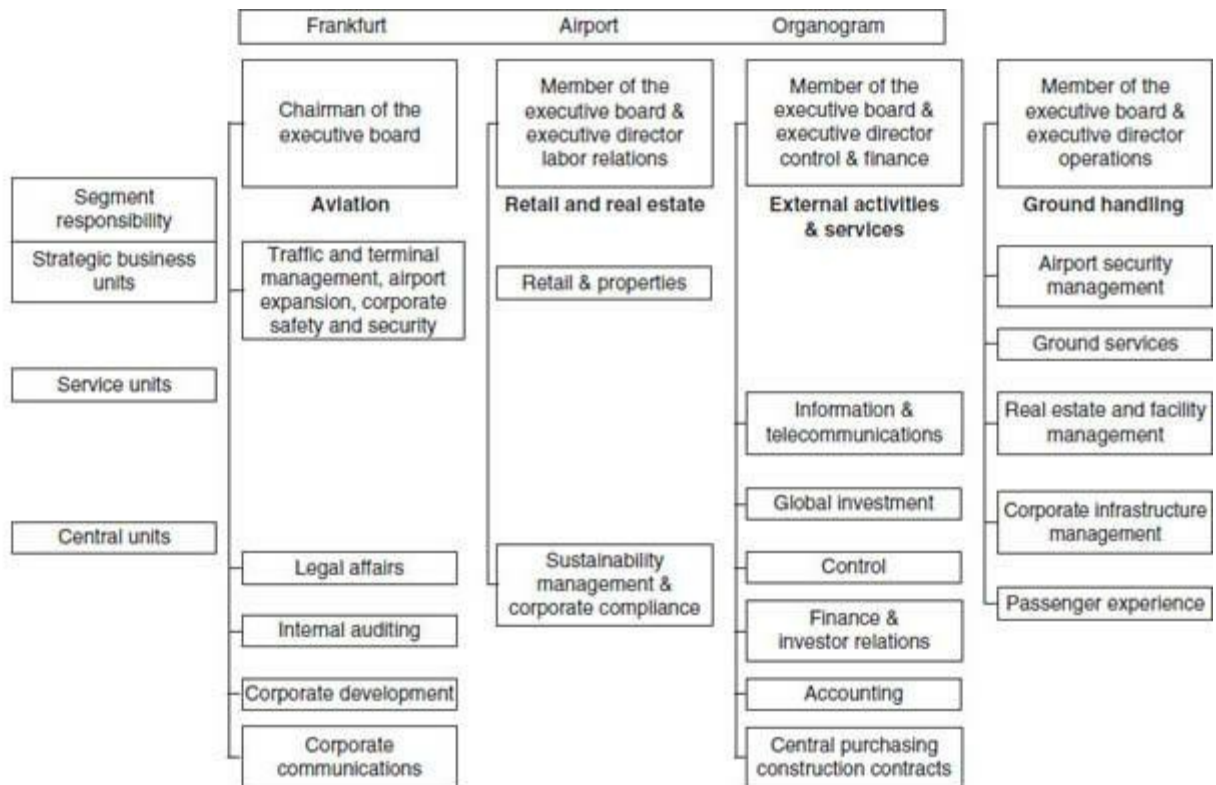 Frankfurt Airport Organogram
Chairman of the
executive board
Member of the
executive board &
executive director
labor relations
Member of the
executive board &
executive director
control & finance
Member of the
executive board &
executive director
operations
Segment
responsibility
Aviation
Retail and real estate
External activities
& services
Ground handling
Strategic business
units
Traffic and terminal
management, airport
expansion, corporate
safety and security
Retail & properties
Airport security
management
Ground services
Service units
Information &
telecommunications
Real estate and facility
management
Global investment
Corporate infrastructure
management
Central units
Legal affairs
Sustainability
management &
corporate compliance
Control
Passenger experience
Internal auditing
Finance &
investor relations
Corporate development
Accounting
Corporate
communications
Central purchasing
construction contracts